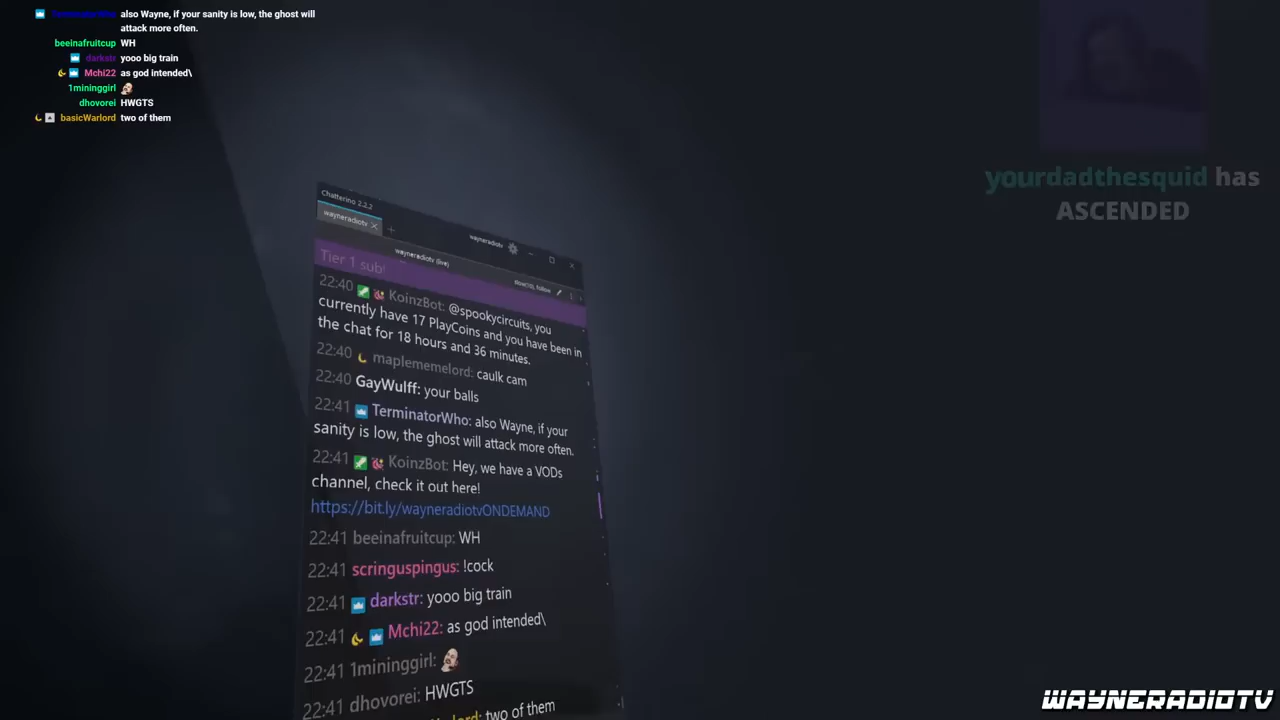 also Wayne, if your sanity is low, the ghost will
attack more often.
beeinafruitcup WH
darkstr yooo big train
Mchi22 as god intended\
1mininggirl
dhovorei HWGTS
basicWarlord two of them
yourdadthesquid has
ASCENDED
Chatterino 2.2.2
wayneradiotv
wayneradiotv
wayneradiotv (live)
Tier 1 sub!
22:40 KoinzBot: @spookycircuits, you
currently have 17 PlayCoins and you have been in
the chat for 18 hours and 36 minutes.
22:40 maplememelord: caulk cam
22:40 GayWulff: your balls
22:41 TerminatorWho: also Wayne, if your
sanity is low, the ghost will attack more often.
22:41 KoinzBot: Hey, we have a VODs
channel, check it out here!
https://bit.ly/wayneradiotvONDEMAND
22:41 beeinafruitcup: WH
22:41 scringuspingus: !cock
22:41 darkstr: yooo big train
22:41 Mchi22: as god intended\
22:41 1mininggirl:
22:41 dhovorei: HWGTS
two of them
WAYNERADIOTV